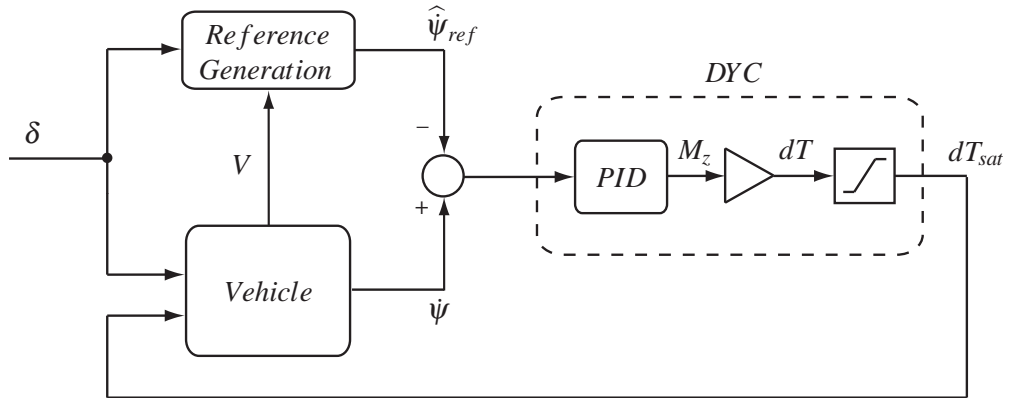 Reference
Generation
ψ̂̇_ref
DYC
δ
V
−
+
PID
M_z
dT
dT_sat
Vehicle
ψ̇